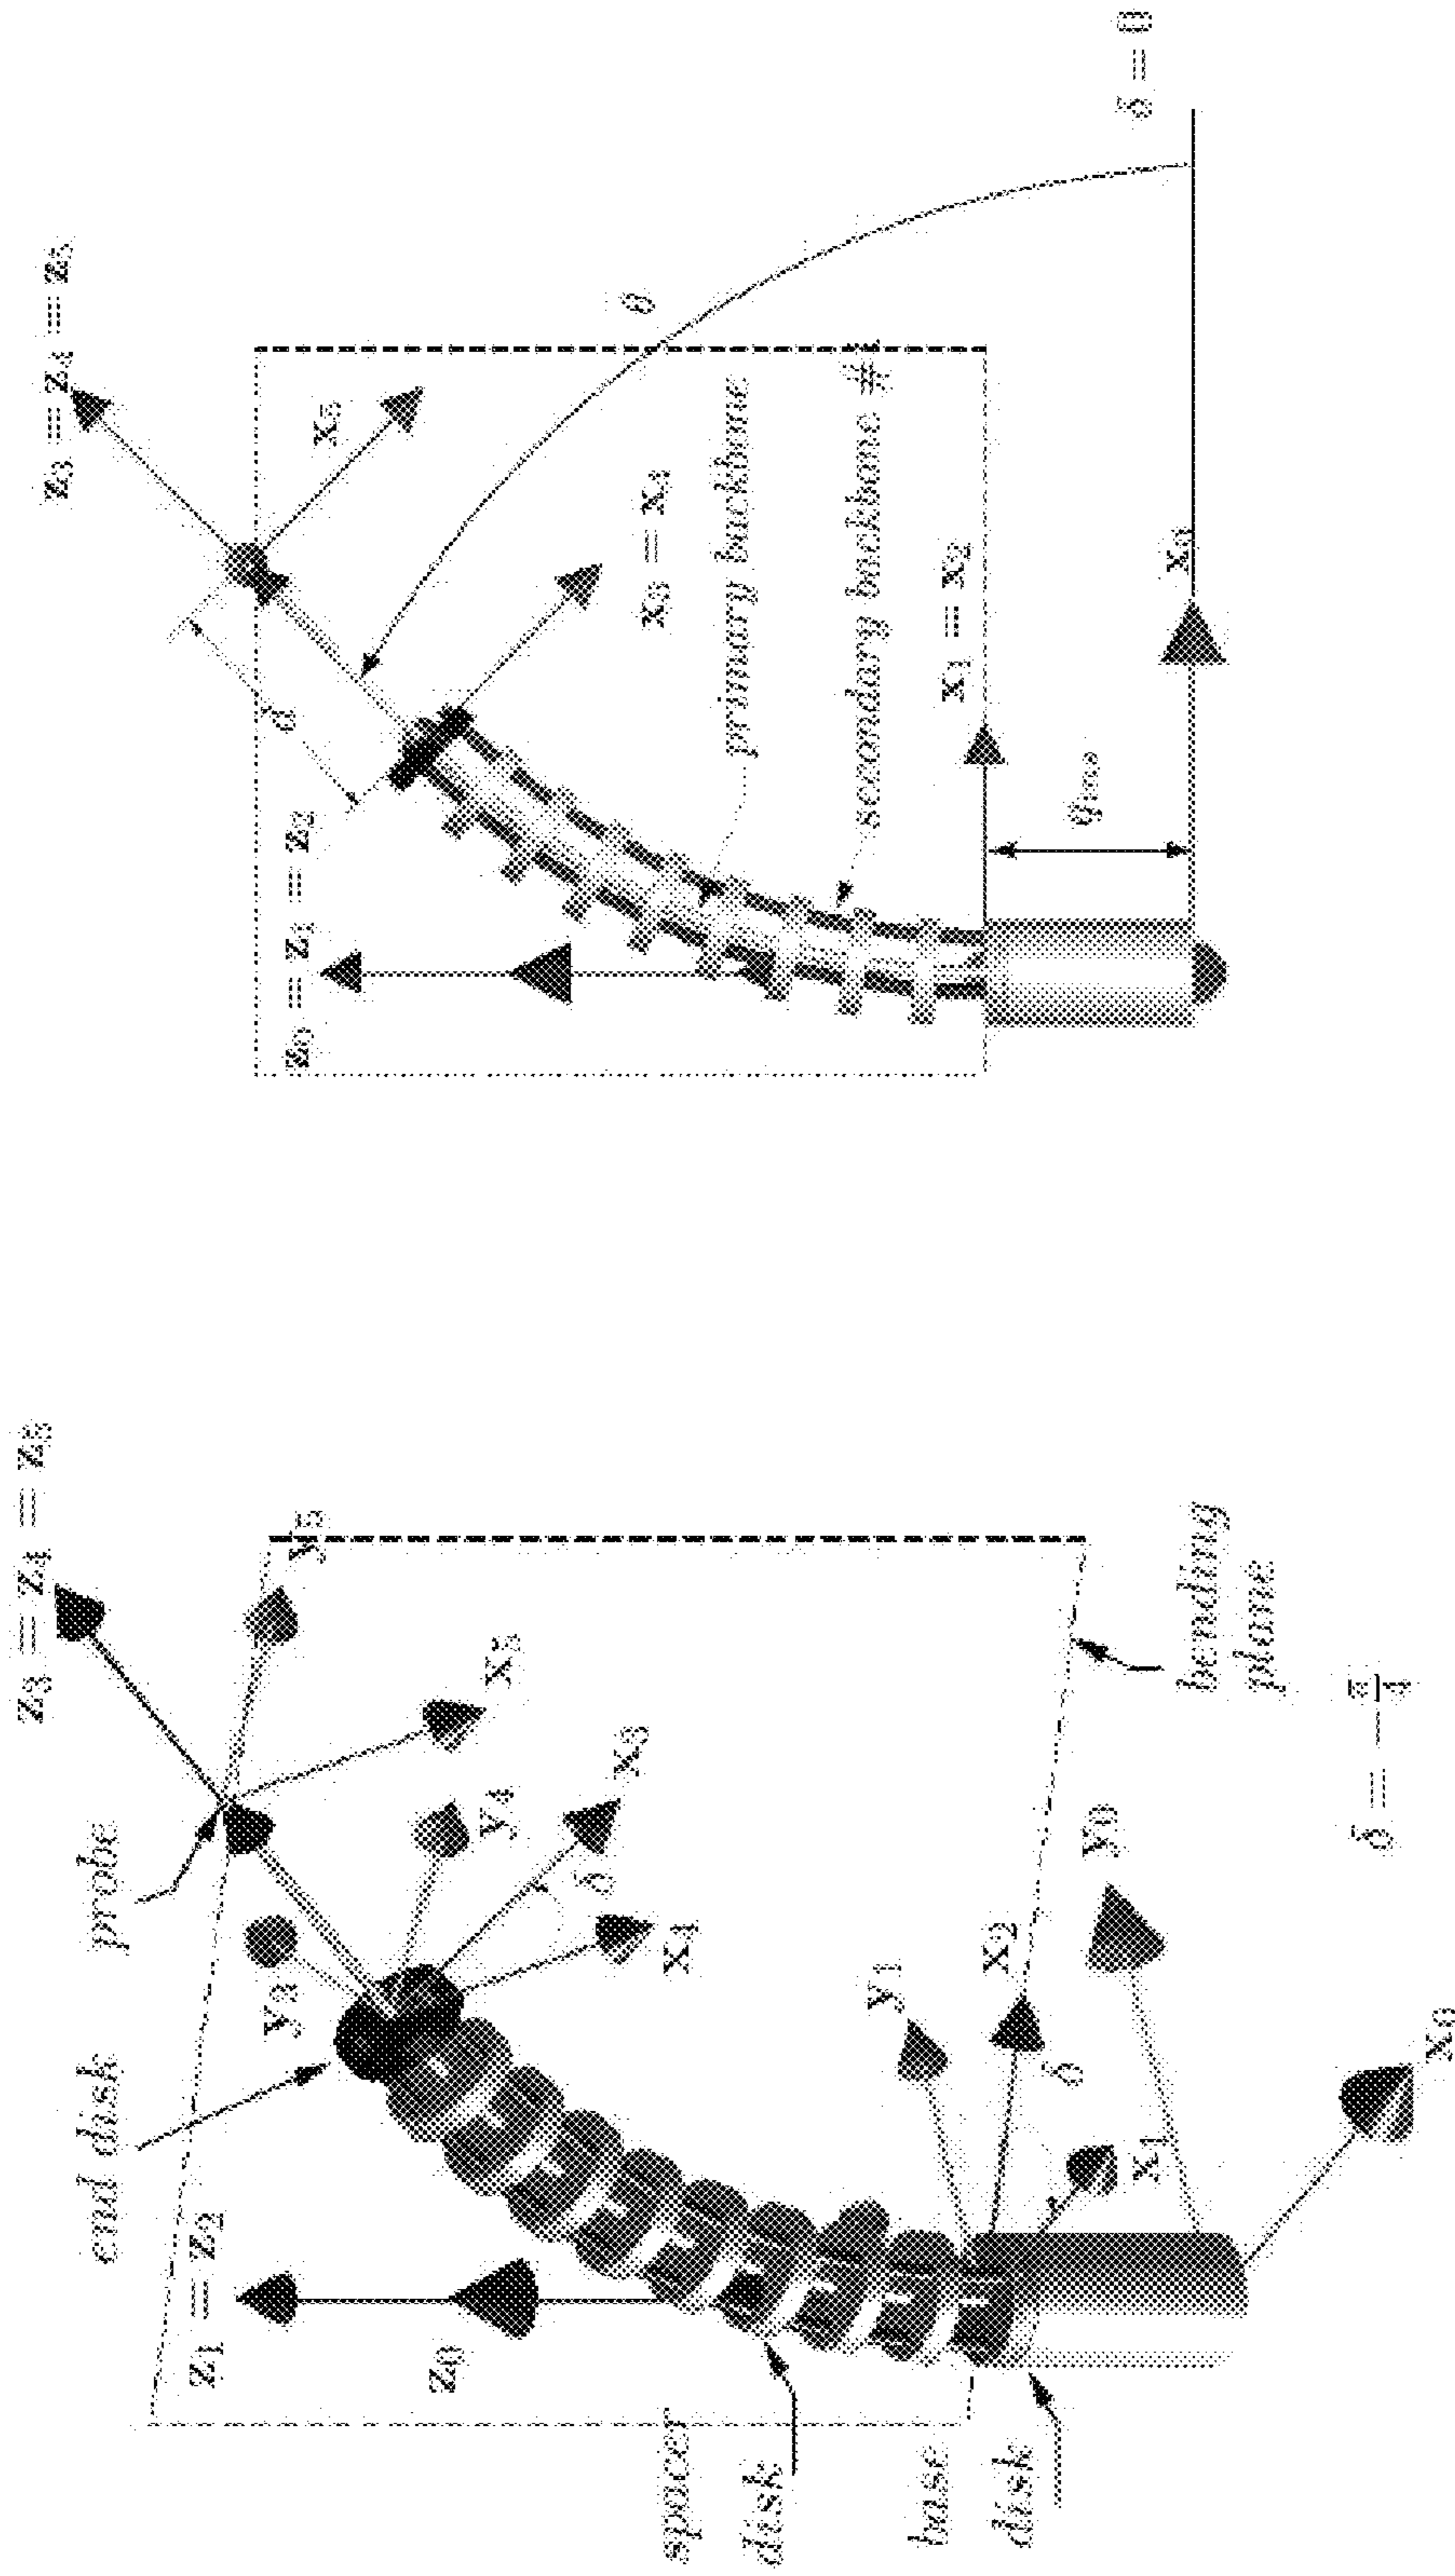 z₃ = z₄ = z₅
probe
y₅
end disk
z₁ = z₂
y₃
x₅
z₀
y₄
x₃
δ
x₄
spacer
disk
y₁
x₂
base
disk
δ
x₁
y₀
bending
plane
x₀
δ = −π/4
z₃ = z₄ = z₅
x₅
d
z₀ = z₁ = z₂
θ
x₃ = x₄
primary backbone
secondary backbone
x₁ = x₂
x₀
δ = 0